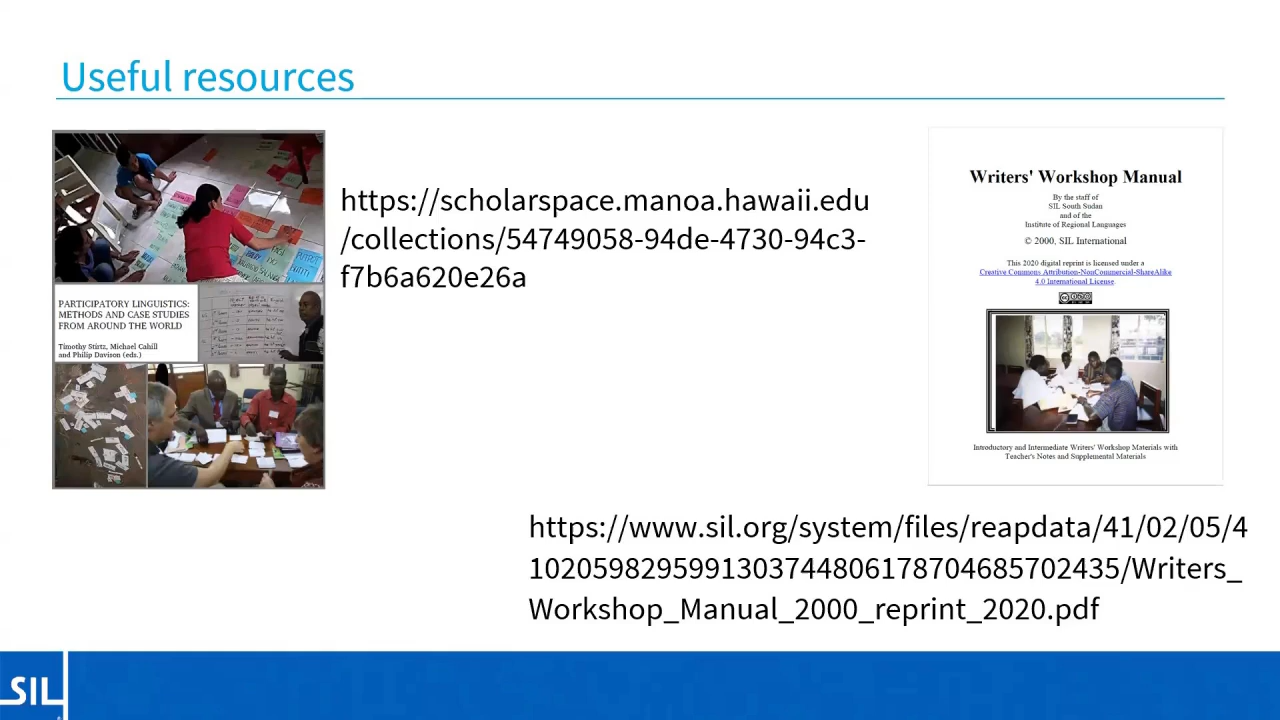 Useful resources
https://scholarspace.manoa.hawaii.edu
/collections/54749058-94de-4730-94c3-
f7b6a620e26a
PARTICIPATORY LINGUISTICS:
METHODS AND CASE STUDIES
FROM AROUND THE WORLD
Timothy Stirtz, Michael Cahill
and Philip Davison (eds.)
Writers' Workshop Manual
By the staff of
SIL South Sudan
and of the
Institute of Regional Languages
© 2000, SIL International
This 2020 digital reprint is licensed under a
Creative Commons Attribution-NonCommercial-ShareAlike
4.0 International License.
Introductory and Intermediate Writers' Workshop Materials with
Teacher's Notes and Supplemental Materials
https://www.sil.org/system/files/reapdata/41/02/05/4
1020598295991303744806178704685702435/Writers_
Workshop_Manual_2000_reprint_2020.pdf
SIL